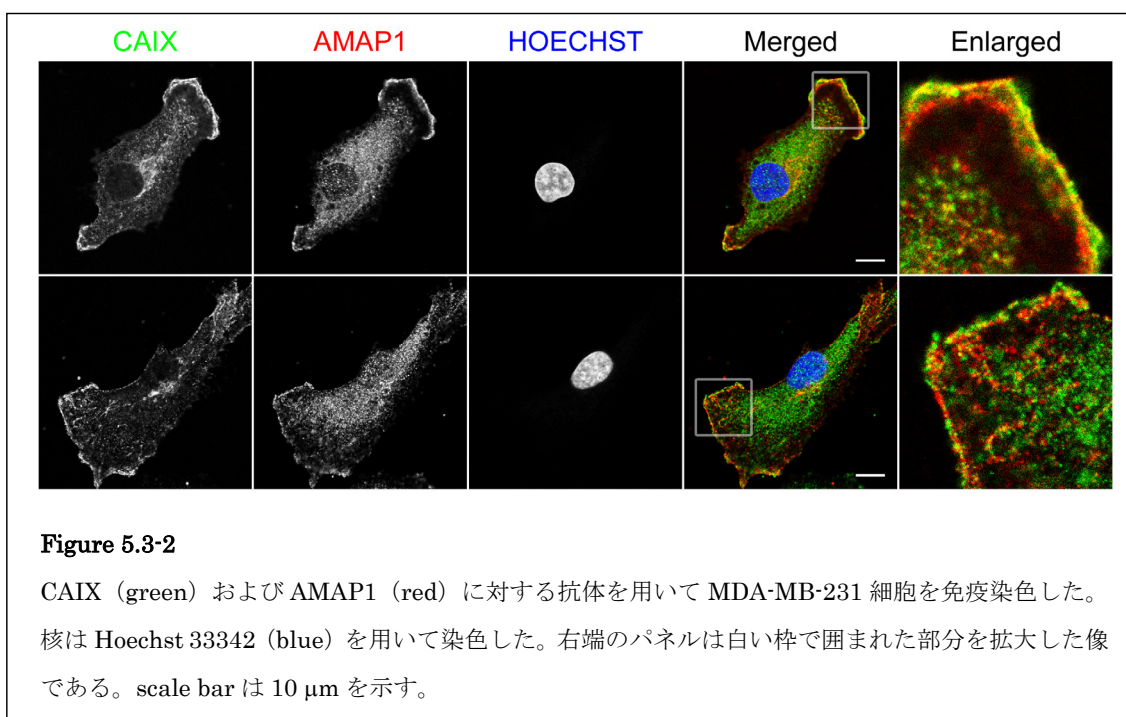 CAIX AMAP1 HOECHST Merged Enlarged
Figure 5.3-2
CAIX（green）および AMAP1（red）に対する抗体を用いて MDA-MB-231 細胞を免疫染色した。
核は Hoechst 33342（blue）を用いて染色した。右端のパネルは白い枠で囲まれた部分を拡大した像
である。scale bar は 10 μm を示す。